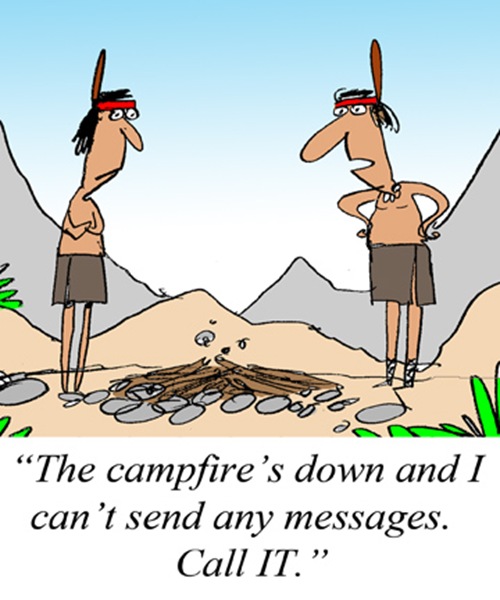 “The campfire’s down and I
can’t send any messages.
Call IT.”